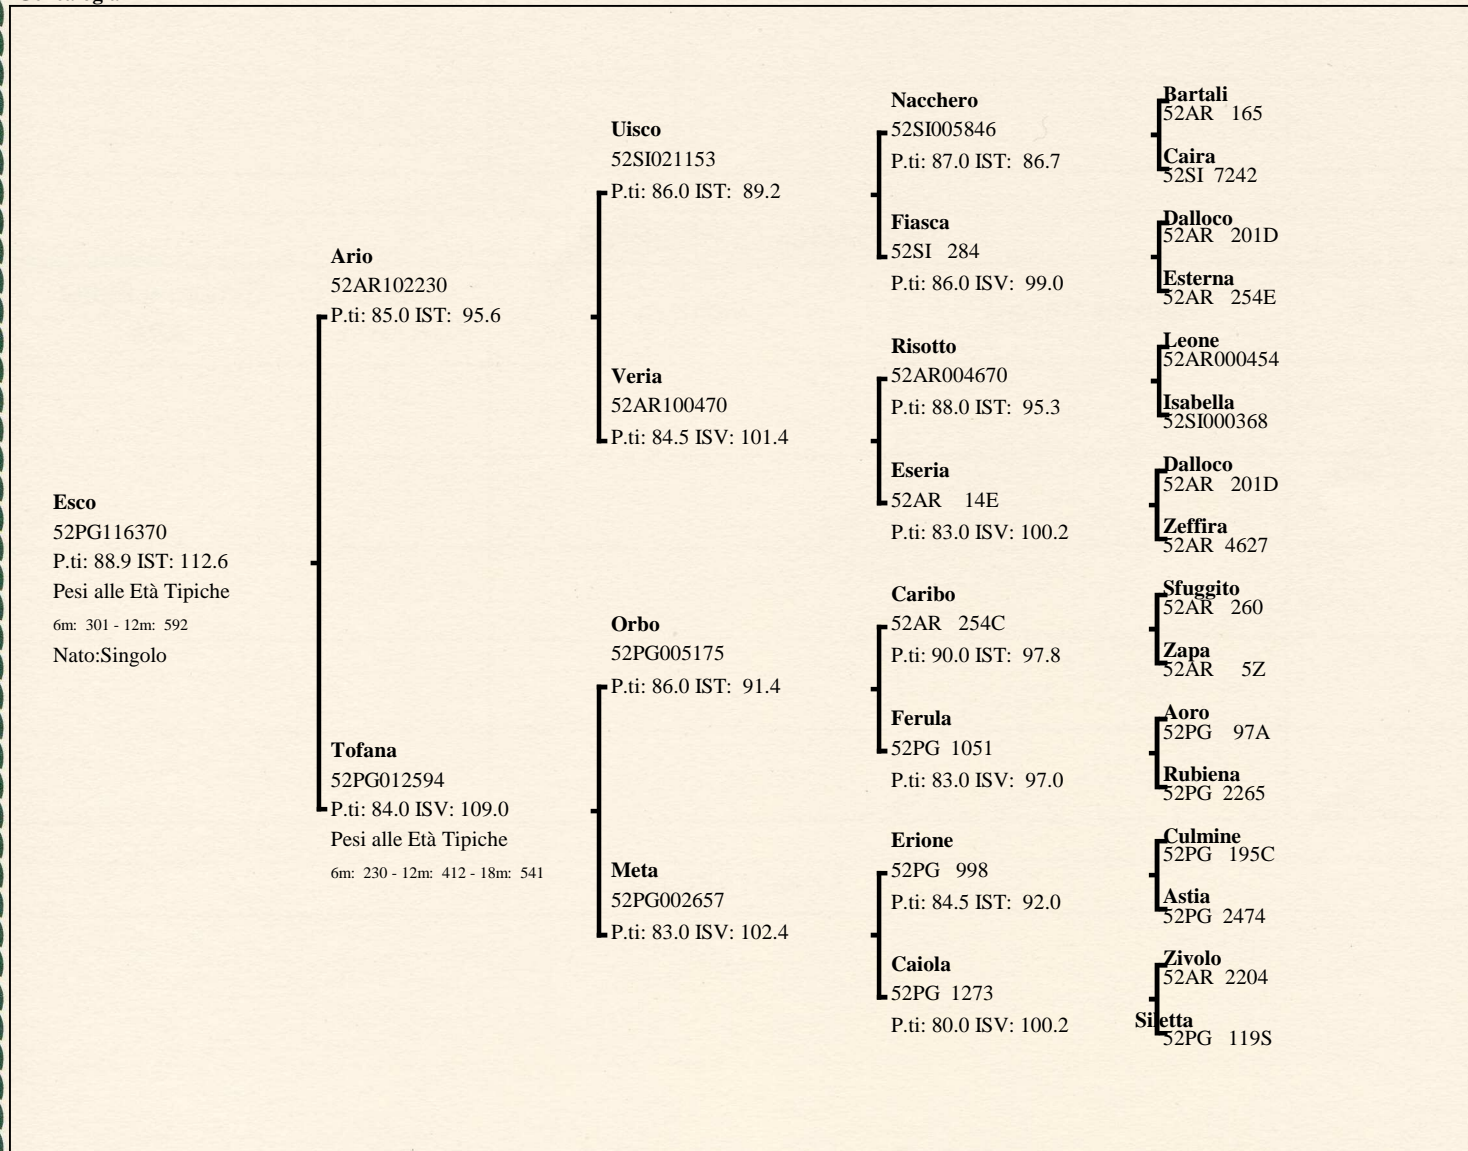 Esco
52PG116370
P.ti: 88.9 IST: 112.6
Pesi alle Età Tipiche
6m: 301 - 12m: 592
Nato:Singolo
Ario
52AR102230
P.ti: 85.0 IST: 95.6
Tofana
52PG012594
P.ti: 84.0 ISV: 109.0
Pesi alle Età Tipiche
6m: 230 - 12m: 412 - 18m: 541
Uisco
52SI021153
P.ti: 86.0 IST: 89.2
Veria
52AR100470
P.ti: 84.5 ISV: 101.4
Orbo
52PG005175
P.ti: 86.0 IST: 91.4
Meta
52PG002657
P.ti: 83.0 ISV: 102.4
Nacchero
52SI005846
P.ti: 87.0 IST: 86.7
Fiasca
52SI 284
P.ti: 86.0 ISV: 99.0
Risotto
52AR004670
P.ti: 88.0 IST: 95.3
Eseria
52AR 14E
P.ti: 83.0 ISV: 100.2
Caribo
52AR 254C
P.ti: 90.0 IST: 97.8
Ferula
52PG 1051
P.ti: 83.0 ISV: 97.0
Erione
52PG 998
P.ti: 84.5 IST: 92.0
Caiola
52PG 1273
P.ti: 80.0 ISV: 100.2
Bartali
52AR 165
Caira
52SI 7242
Dalloco
52AR 201D
Esterna
52AR 254E
Leone
52AR000454
Isabella
52SI000368
Dalloco
52AR 201D
Zeffira
52AR 4627
Sfuggito
52AR 260
Zapa
52AR 5Z
Aoro
52PG 97A
Rubiena
52PG 2265
Culmine
52PG 195C
Astia
52PG 2474
Zivolo
52AR 2204
Siletta
52PG 119S